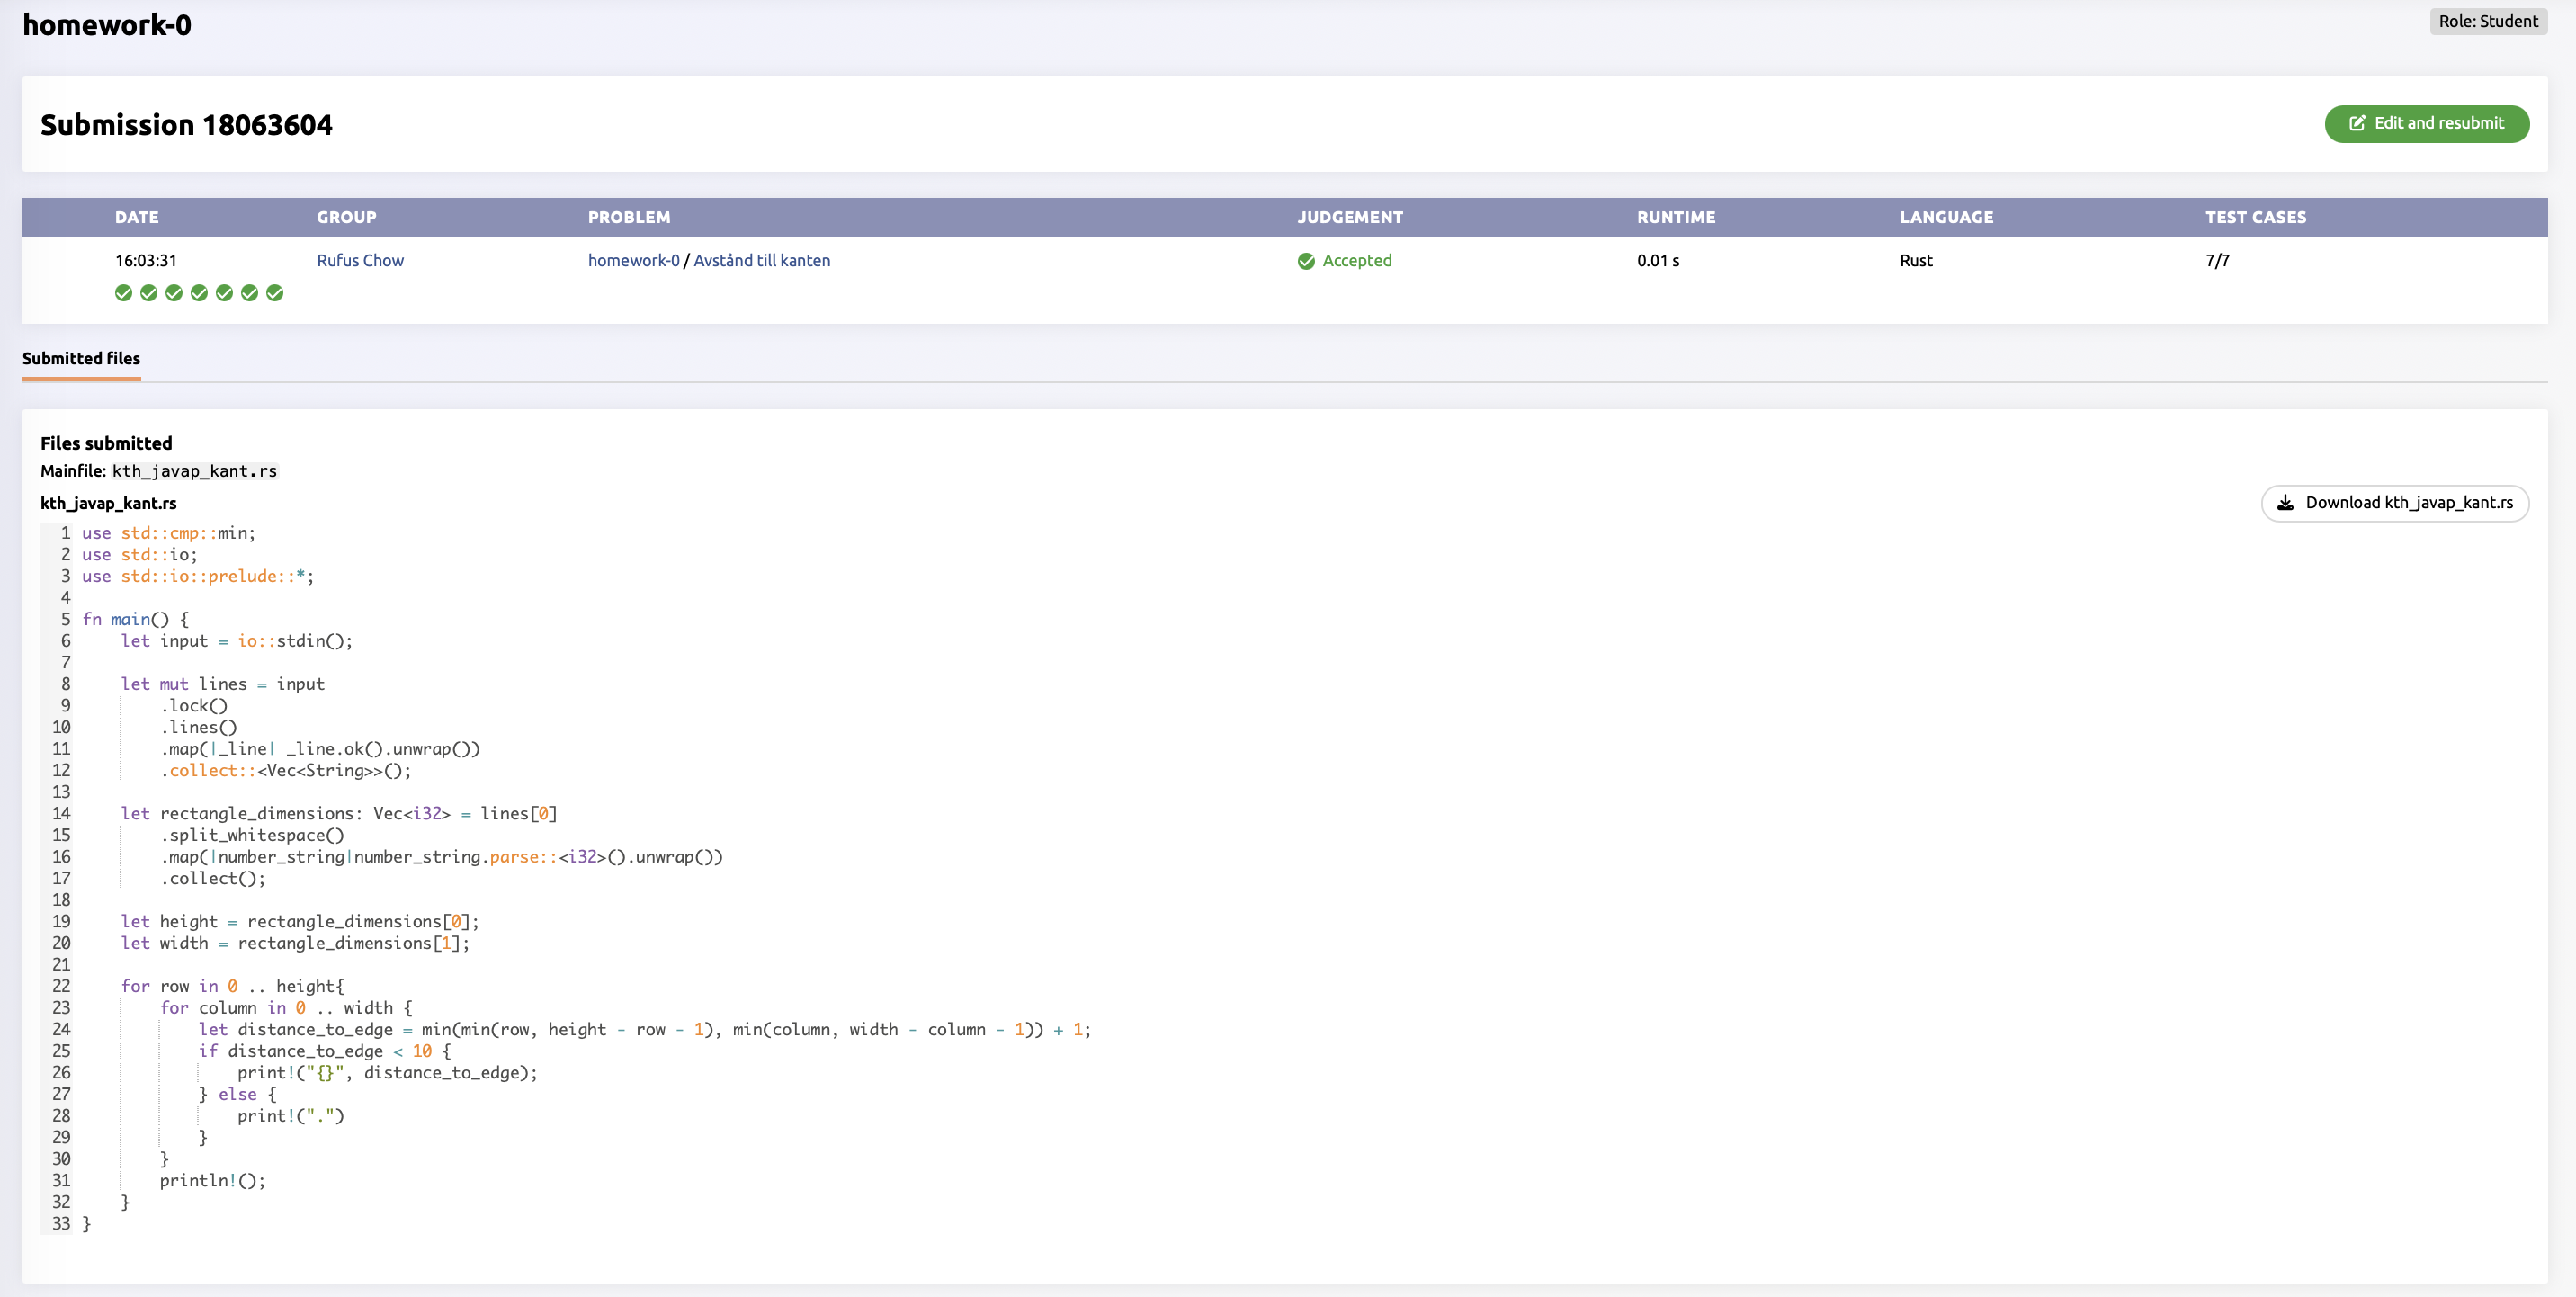 homework-0
Role: Student
Submission 18063604
Edit and resubmit
DATE GROUP PROBLEM JUDGEMENT RUNTIME LANGUAGE TEST CASES
16:03:31 Rufus Chow homework-0 / Avstånd till kanten Accepted 0.01 s Rust 7/7
Submitted files
Files submitted
Mainfile: kth_javap_kant.rs
kth_javap_kant.rs
Download kth_javap_kant.rs
1 use std::cmp::min;
2 use std::io;
3 use std::io::prelude::*;
4
5 fn main() {
6     let input = io::stdin();
7
8     let mut lines = input
9         .lock()
10         .lines()
11         .map(|_line| _line.ok().unwrap())
12         .collect::<Vec<String>>();
13
14     let rectangle_dimensions: Vec<i32> = lines[0]
15         .split_whitespace()
16         .map(|number_string|number_string.parse::<i32>().unwrap())
17         .collect();
18
19     let height = rectangle_dimensions[0];
20     let width = rectangle_dimensions[1];
21
22     for row in 0 .. height{
23         for column in 0 .. width {
24             let distance_to_edge = min(min(row, height - row - 1), min(column, width - column - 1)) + 1;
25             if distance_to_edge < 10 {
26                 print!("{}", distance_to_edge);
27             } else {
28                 print!(".")
29             }
30         }
31         println!();
32     }
33 }